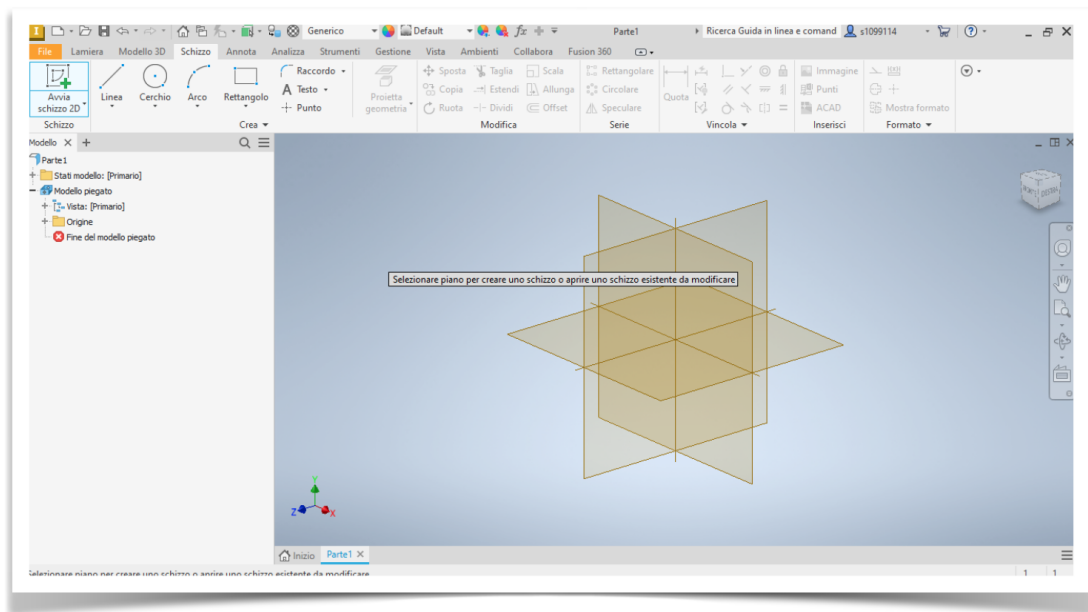 Generico Default fx Parte1 Ricerca Guida in linea e comand s1099114
File Lamiera Modello 3D Schizzo Annota Analizza Strumenti Gestione Vista Ambienti Collabora Fusion 360
Avvia schizzo 2D
Linea
Cerchio
Arco
Rettangolo
Raccordo
A Testo
Punto
Proietta geometria
Sposta Taglia Scala
Copia Estendi Allunga
Ruota Dividi Offset
Rettangolare
Circolare
Speculare
Quota
Immagine
Punti
ACAD
Mostra formato
Schizzo Crea Modifica Serie Vincola Inserisci Formato
Modello × +
Parte1
Stati modello: [Primario]
Modello piegato
Vista: [Primario]
Origine
Fine del modello piegato
Selezionare piano per creare uno schizzo o aprire uno schizzo esistente da modificare
Y
Z
X
Inizio Parte1 ×
Selezionare piano per creare uno schizzo o aprire uno schizzo esistente da modificare
1 1